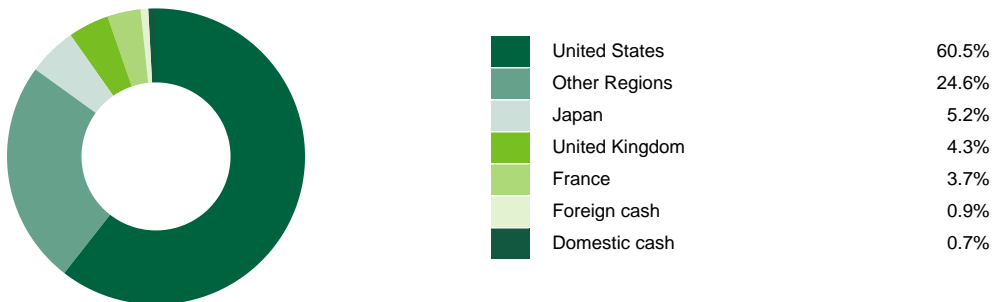 United States 60.5%
Other Regions 24.6%
Japan 5.2%
United Kingdom 4.3%
France 3.7%
Foreign cash 0.9%
Domestic cash 0.7%